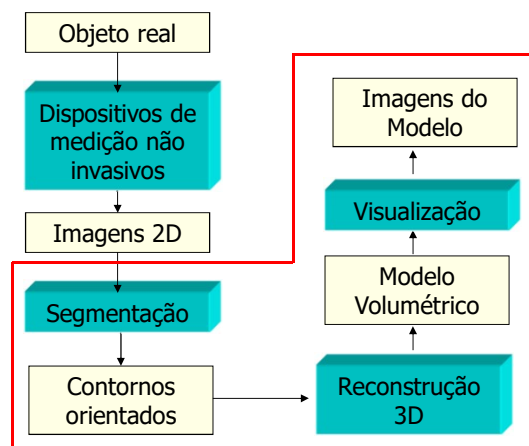 Objeto real
Dispositivos de
medição não
invasivos
Imagens 2D
Segmentação
Contornos
orientados
Reconstrução
3D
Modelo
Volumétrico
Visualização
Imagens do
Modelo